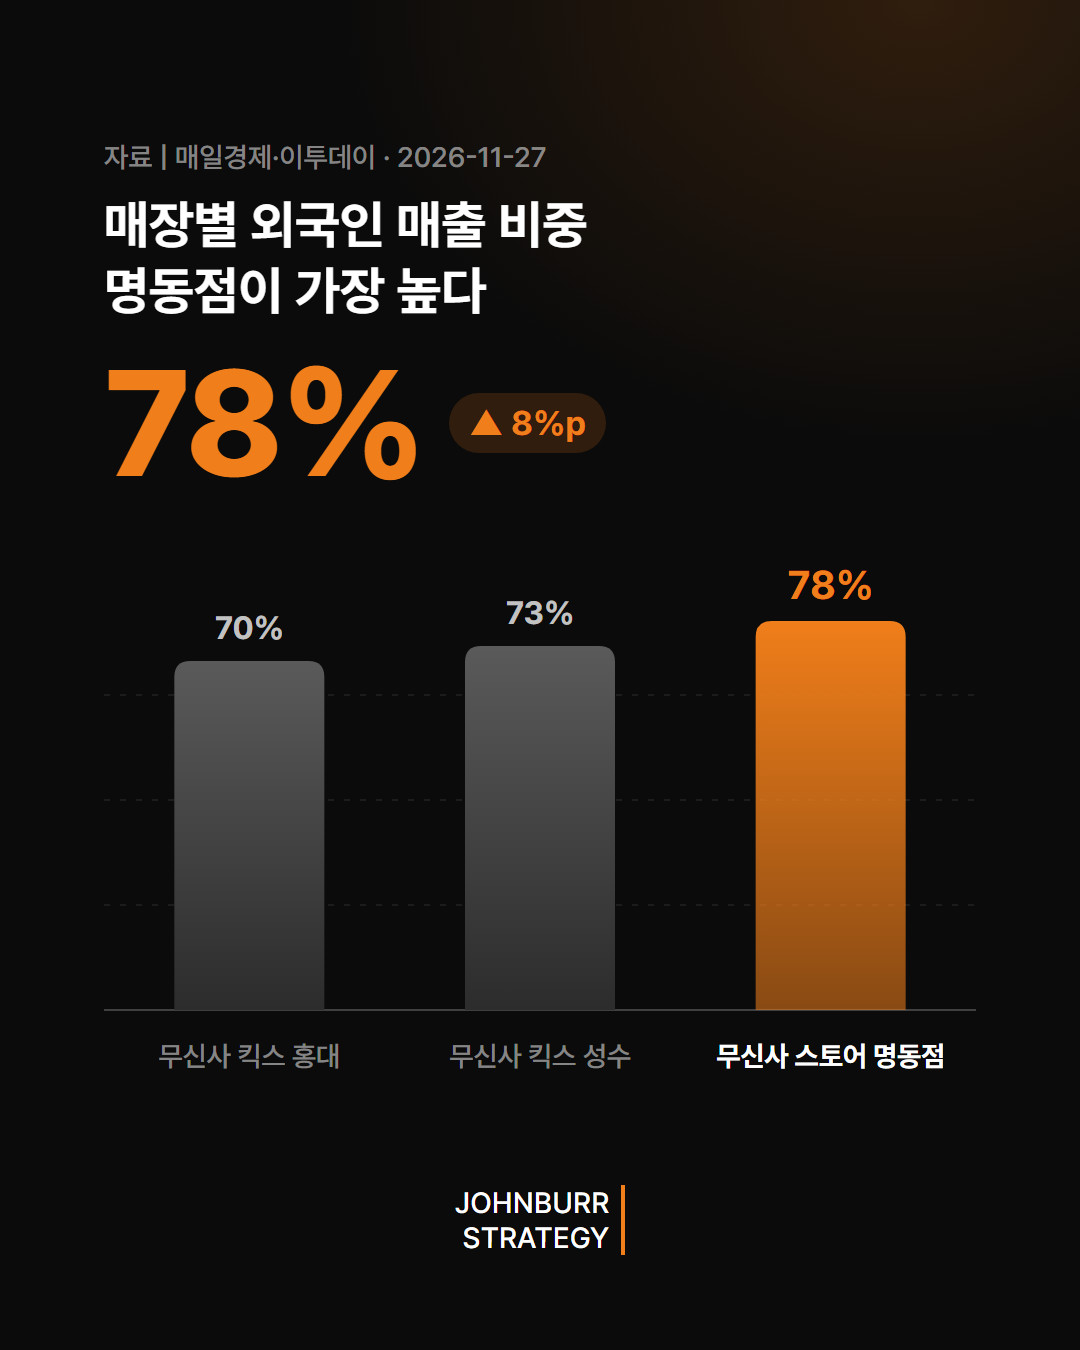 자료 | 매일경제·이투데이 · 2026-11-27
매장별 외국인 매출 비중
명동점이 가장 높다
78%
▲ 8%p
70%
73%
78%
무신사 킥스 홍대
무신사 킥스 성수
무신사 스토어 명동점
JOHNBURR
STRATEGY